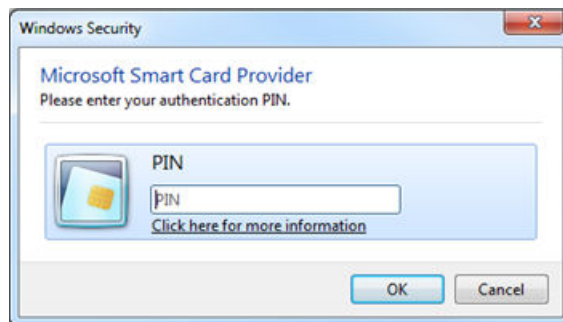 Windows Security
Microsoft Smart Card Provider
Please enter your authentication PIN.
PIN
PIN
Click here for more information
OK Cancel